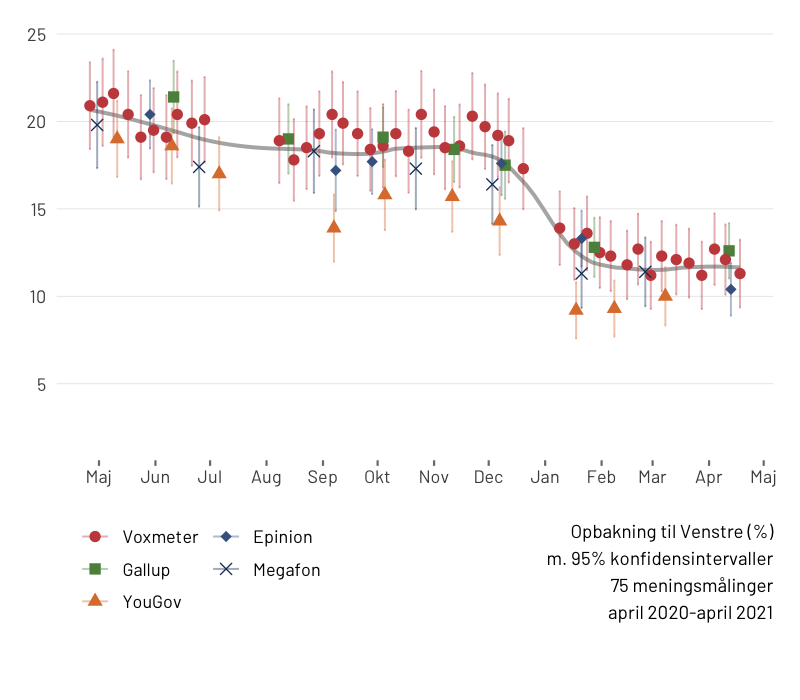 25
20
15
10
5
Maj Jun Jul Aug Sep Okt Nov Dec Jan Feb Mar Apr Maj
Voxmeter Epinion
Gallup Megafon
YouGov
Opbakning til Venstre (%)
m. 95% konfidensintervaller
75 meningsmålinger
april 2020-april 2021